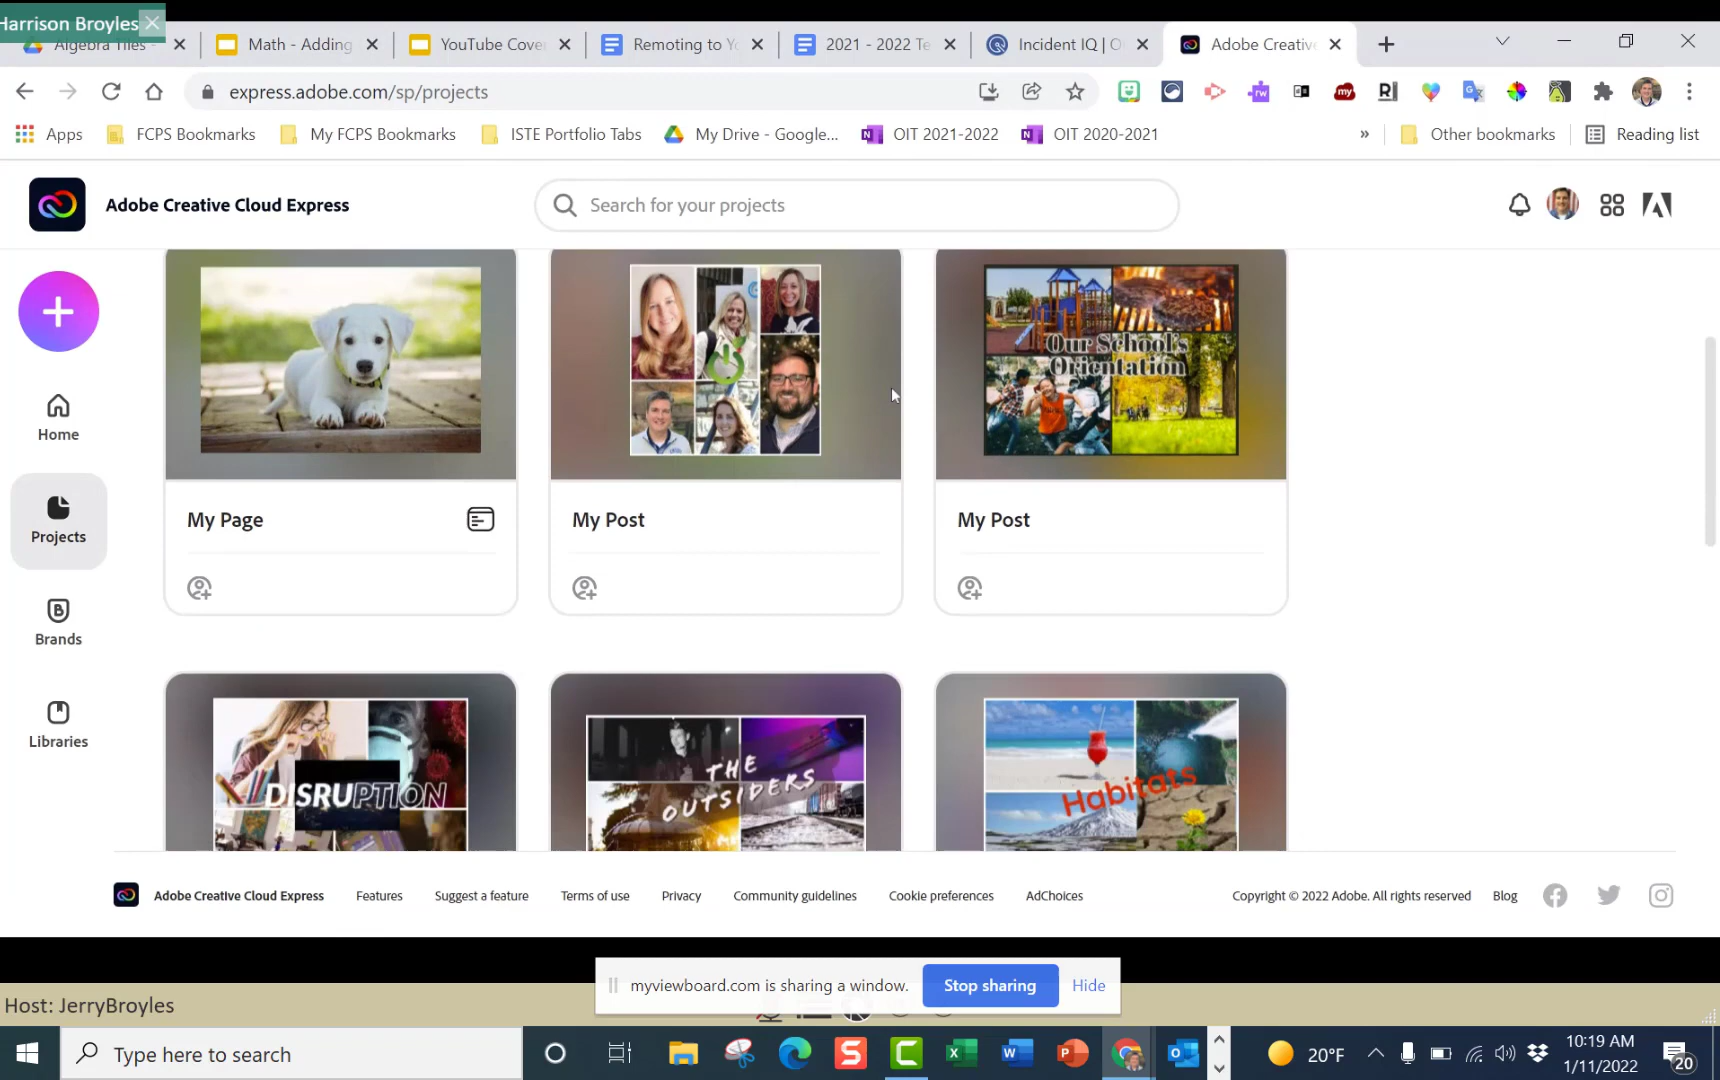 Harrison Broyles
Algebra Tiles -
Math - Adding
YouTube Cove
Remoting to Yo
2021 - 2022 Te
Incident IQ | O
Adobe Creativ
express.adobe.com/sp/projects
Apps
FCPS Bookmarks
My FCPS Bookmarks
ISTE Portfolio Tabs
My Drive - Google...
OIT 2021-2022
OIT 2020-2021
»
Other bookmarks
Reading list
Adobe Creative Cloud Express
Search for your projects
Home
Projects
Brands
Libraries
Our School's
Orientation
My Page
My Post
My Post
DISRUPTION
THE
OUTSIDERS
Habitats
Adobe Creative Cloud Express
Features
Suggest a feature
Terms of use
Privacy
Community guidelines
Cookie preferences
AdChoices
Copyright © 2022 Adobe. All rights reserved
Blog
myviewboard.com is sharing a window.
Stop sharing
Hide
Host: JerryBroyles
Type here to search
20°F
10:19 AM
1/11/2022
20